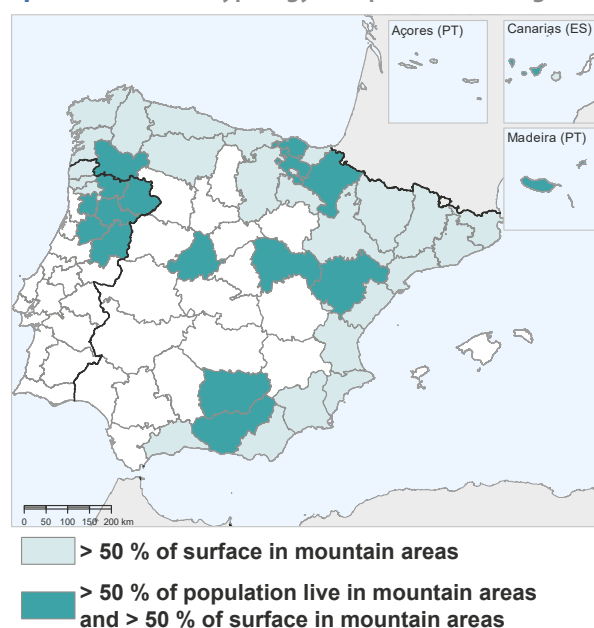 Açores (PT)
Canarias (ES)
Madeira (PT)
0 50 100 150 200 km
> 50 % of surface in mountain areas
> 50 % of population live in mountain areas
and > 50 % of surface in mountain areas